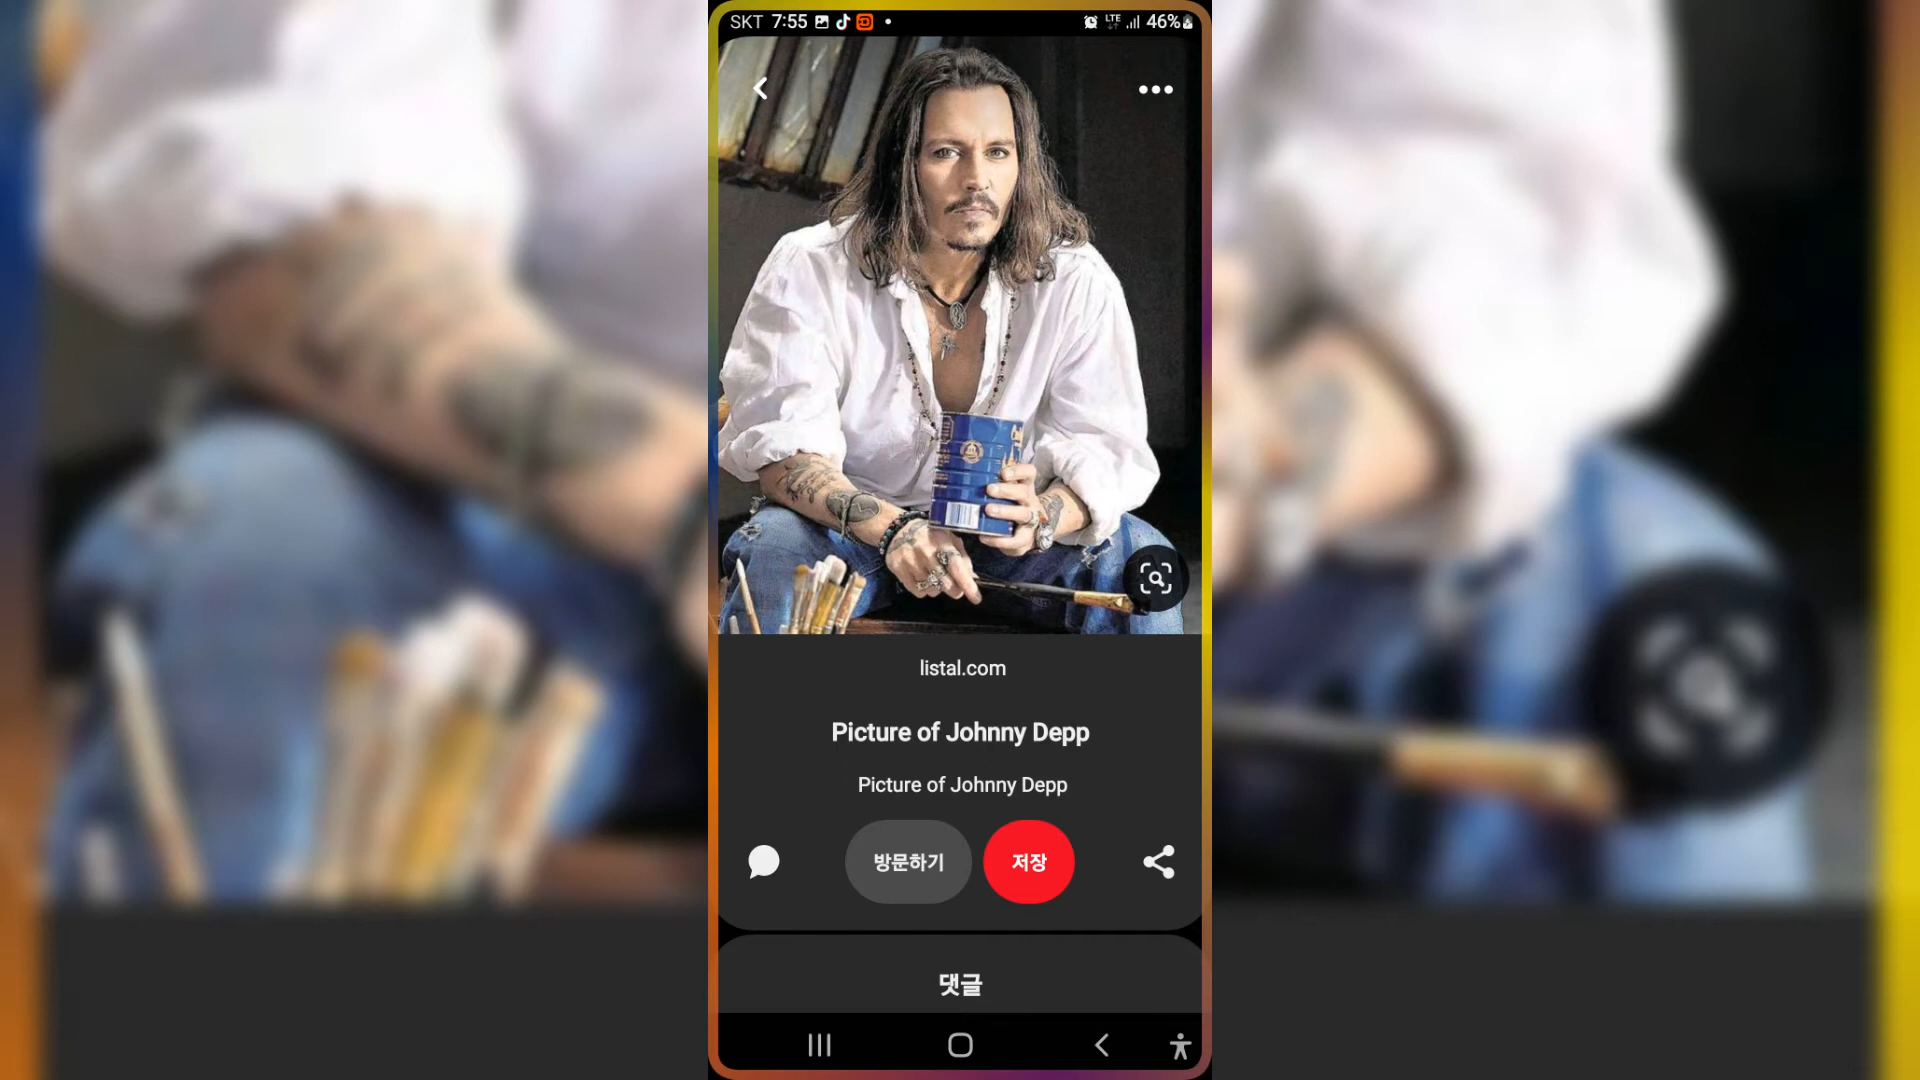 SKT 7:55
LTE 46%
listal.com
Picture of Johnny Depp
Picture of Johnny Depp
방문하기
저장
댓글